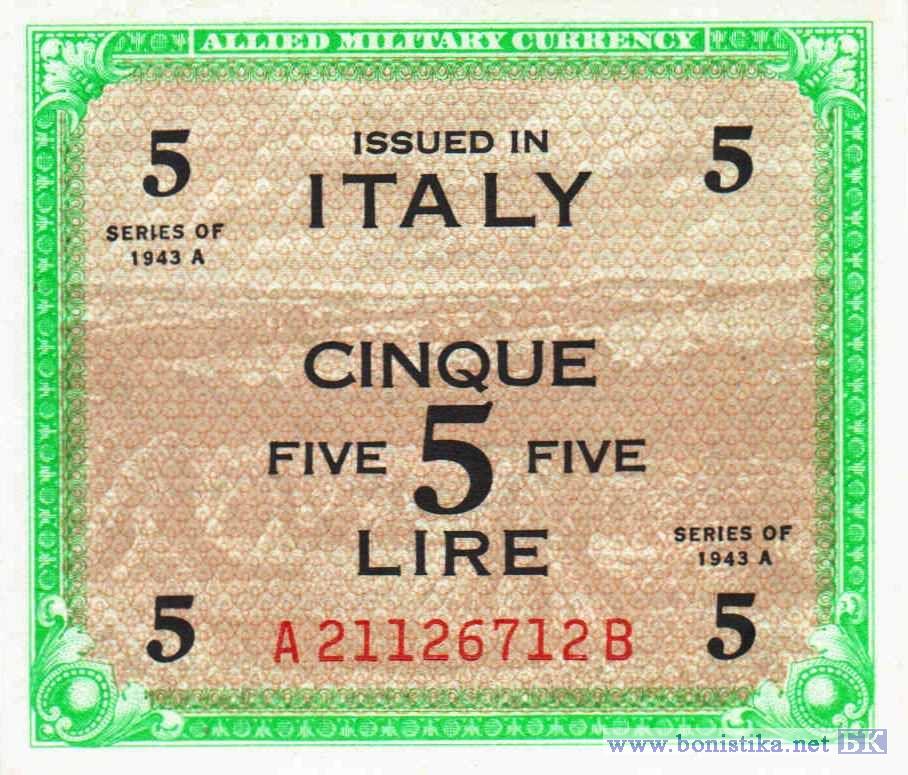 ALLIED MILITARY CURRENCY
5
ISSUED IN
5
ITALY
SERIES OF
1943 A
CINQUE
FIVE 5 FIVE
LIRE
SERIES OF
1943 A
5
A21126712B
5
www.bonistika.net БК